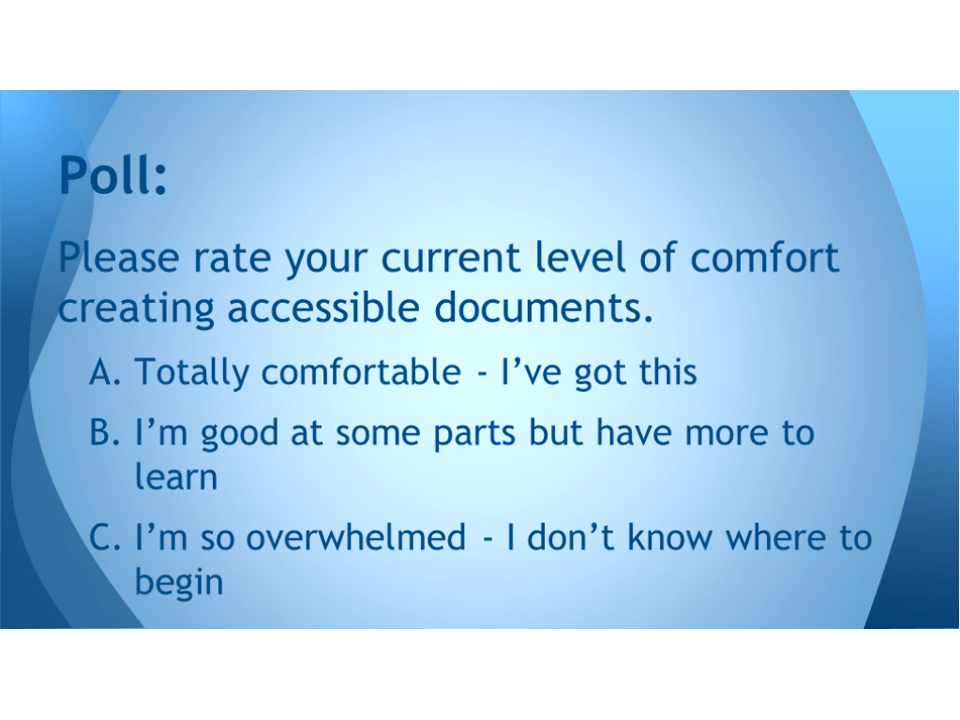 Poll:
Please rate your current level of comfort
creating accessible documents.
A. Totally comfortable - I’ve got this
B. I’m good at some parts but have more to
learn
C. I’m so overwhelmed - I don’t know where to
begin